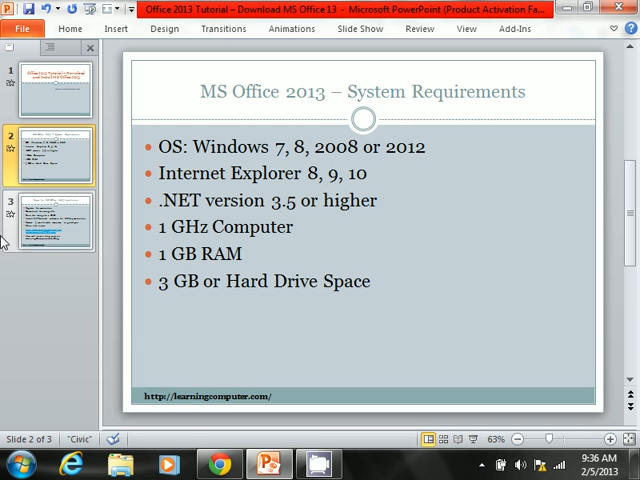 Office 2013 Tutorial – Download MS Office 13 - Microsoft PowerPoint (Product Activation Fa...
File Home Insert Design Transitions Animations Slide Show Review View Add-Ins
1
2
3
MS Office 2013 – System Requirements
OS: Windows 7, 8, 2008 or 2012
Internet Explorer 8, 9, 10
.NET version 3.5 or higher
1 GHz Computer
1 GB RAM
3 GB or Hard Drive Space
http://learningcomputer.com/
Slide 2 of 3 "Civic" 63%
9:36 AM
2/5/2013